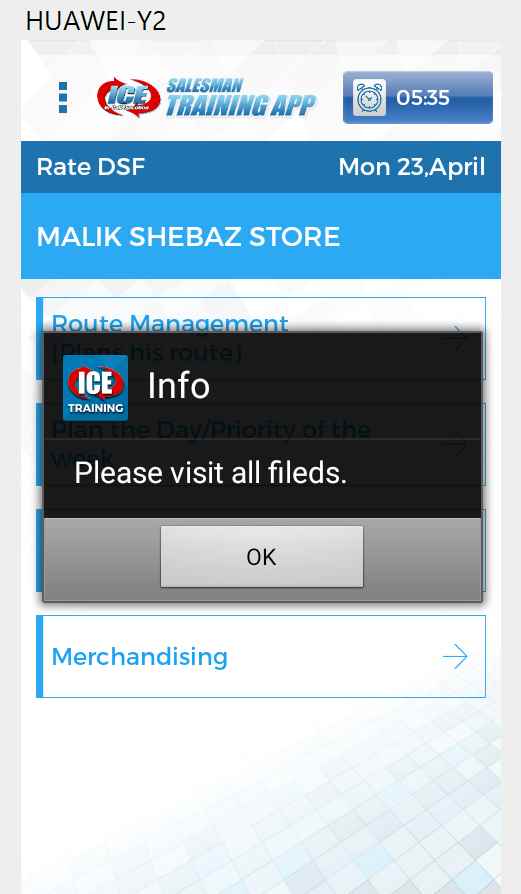 HUAWEI-Y2
ICE
SALESMAN
TRAINING APP
05:35
Rate DSF
Mon 23,April
MALIK SHEBAZ STORE
Route Management
(Plans his route)
ICE
TRAINING
Info
Plan the Day/Priority of the
week
Please visit all fileds.
OK
Merchandising